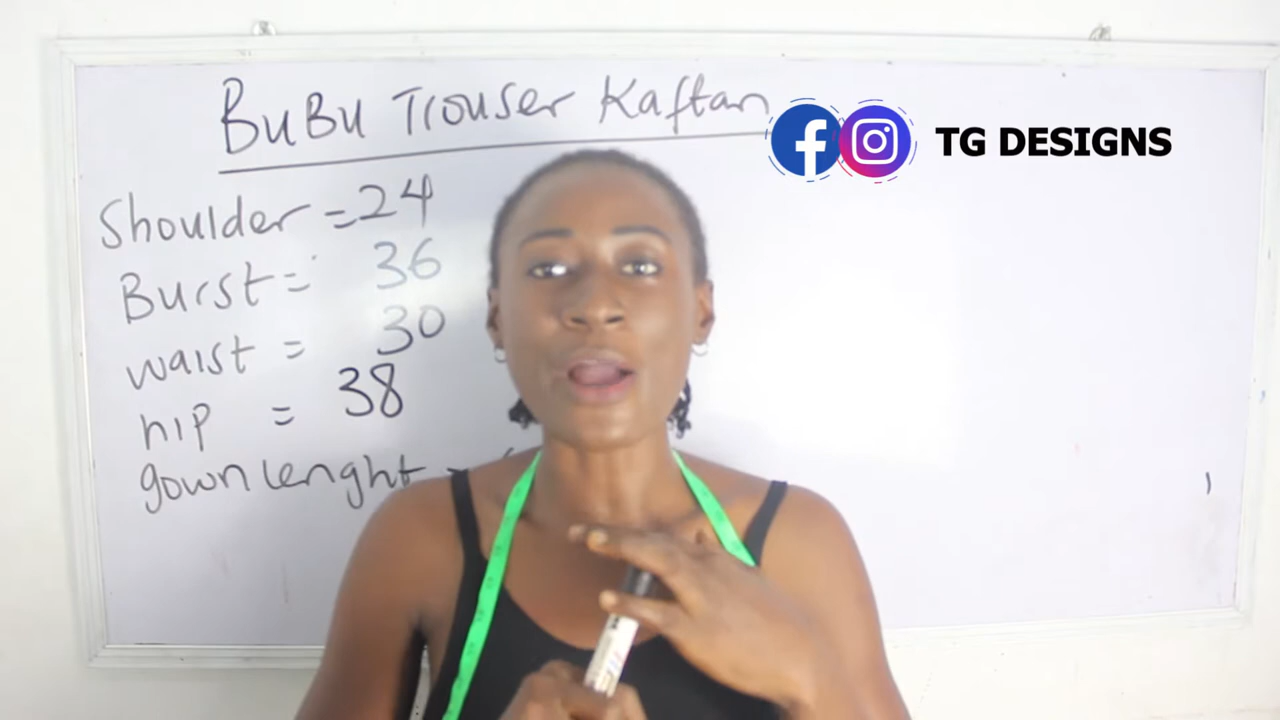 BuBu Trouser Kaftan
TG DESIGNS
Shoulder = 24
Burst = 36
waist = 30
hip = 38
gown lenght =